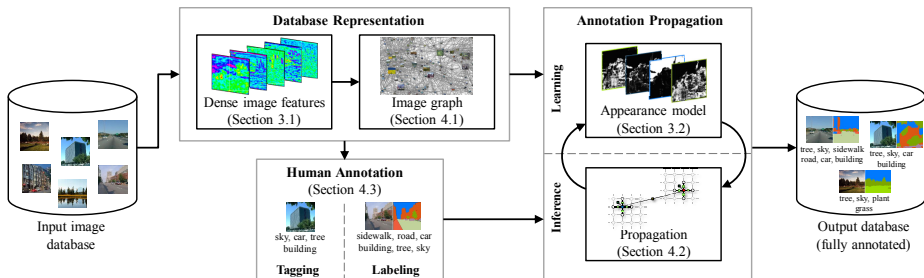 Database Representation
Dense image features
(Section 3.1)
Image graph
(Section 4.1)
Input image
database
Human Annotation
(Section 4.3)
sky, car, tree
building
Tagging
sidewalk, road, car
building, tree, sky
Labeling
Annotation Propagation
Learning
Appearance model
(Section 3.2)
Inference
Propagation
(Section 4.2)
tree, sky, sidewalk
road, car, building
tree, sky, car
building
tree, sky, plant
grass
Output database
(fully annotated)